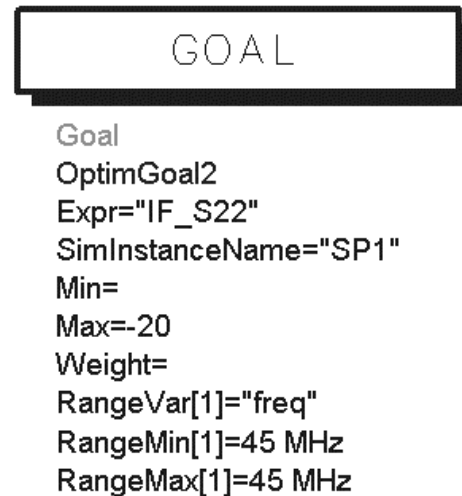 GOAL
Goal
OptimGoal2
Expr="IF_S22"
SimInstanceName="SP1"
Min=
Max=-20
Weight=
RangeVar[1]="freq"
RangeMin[1]=45 MHz
RangeMax[1]=45 MHz